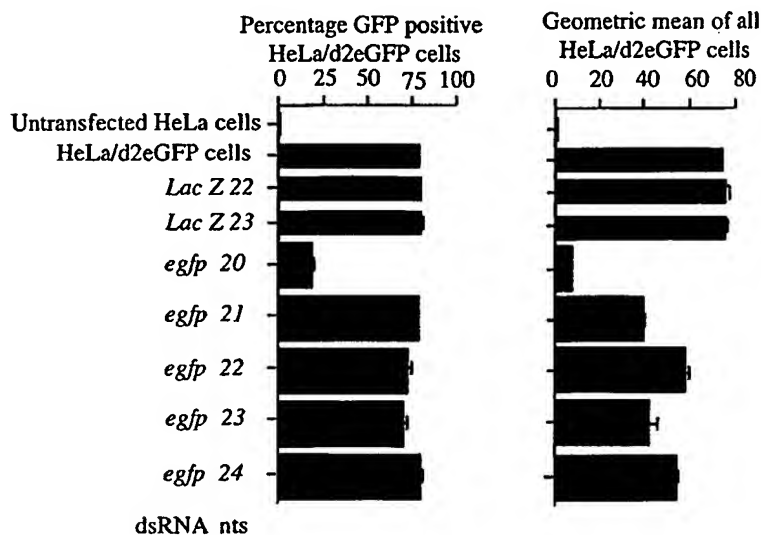 Percentage GFP positive
HeLa/d2eGFP cells
0 25 50 75 100
Geometric mean of all
HeLa/d2eGFP cells
0 20 40 60 80
Untransfected HeLa cells
HeLa/d2eGFP cells
Lac Z 22
Lac Z 23
egfp 20
egfp 21
egfp 22
egfp 23
egfp 24
dsRNA nts